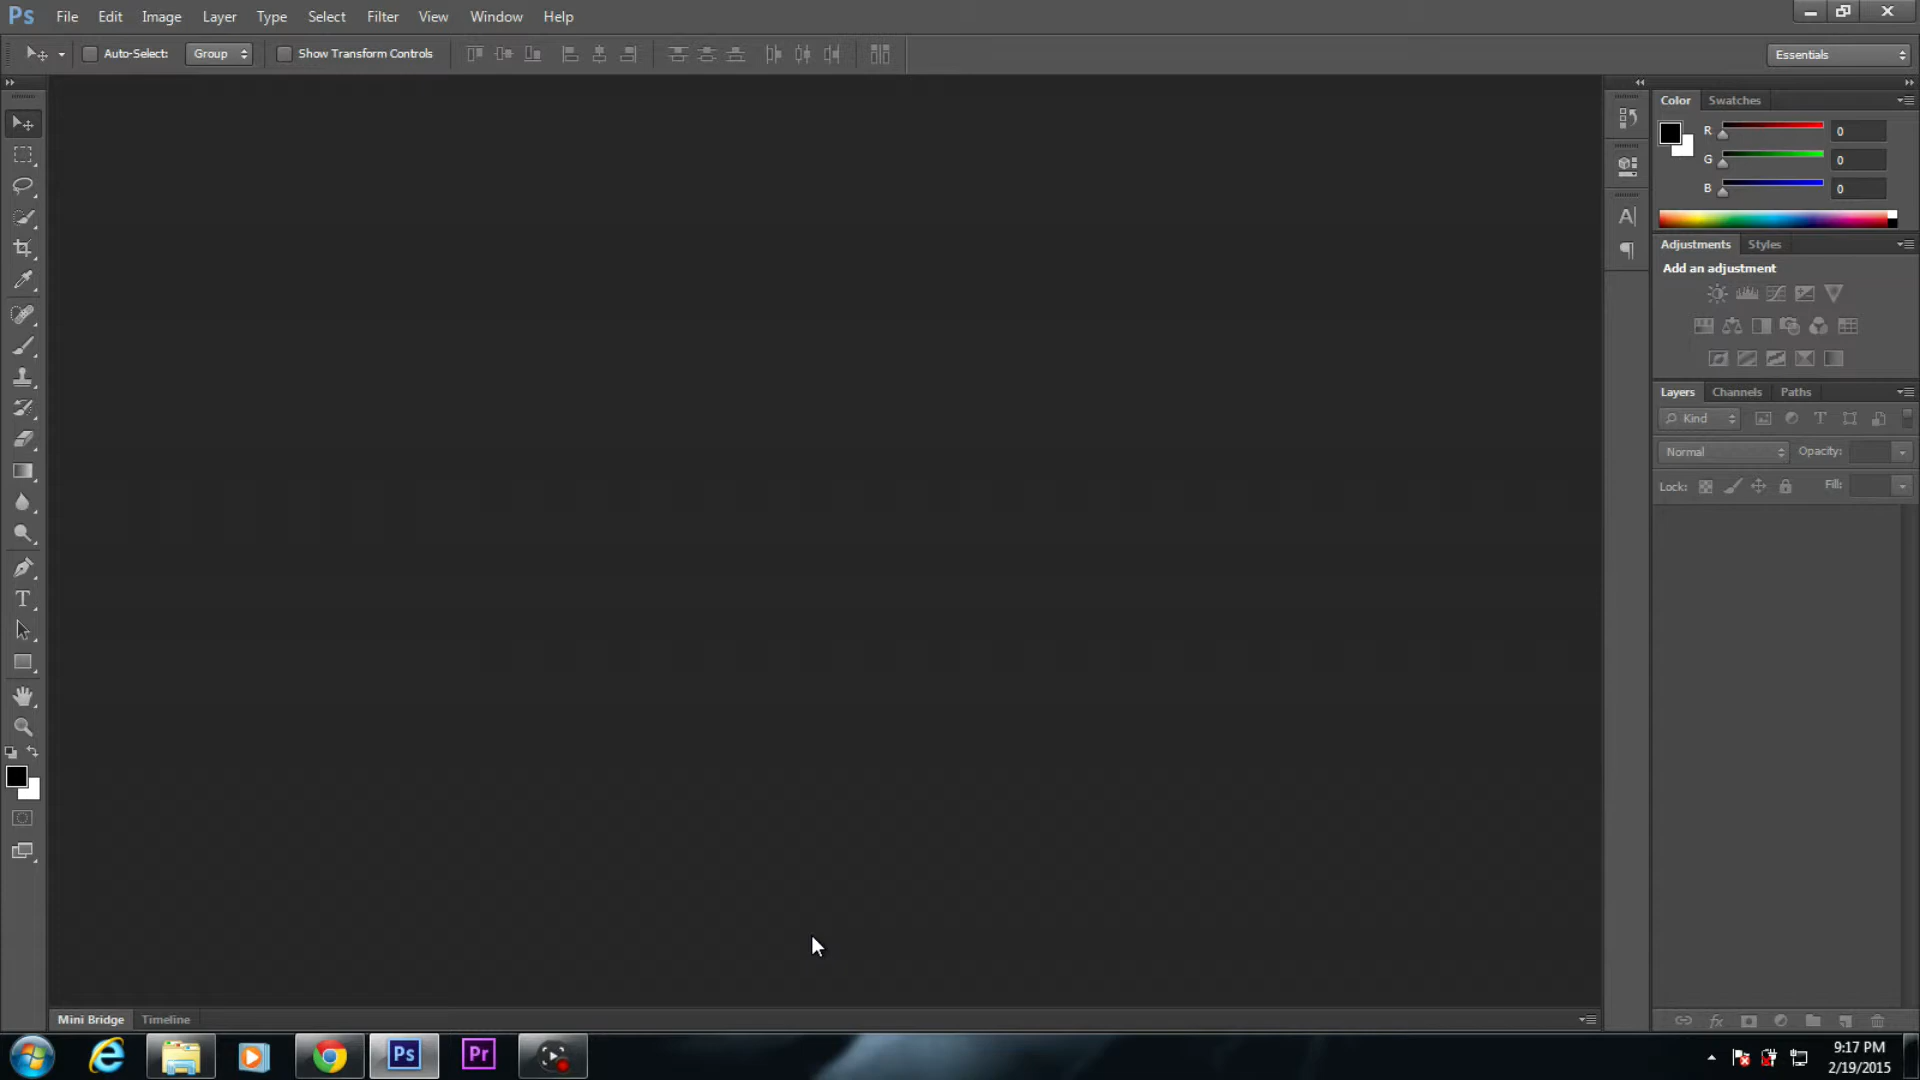 Ps File Edit Image Layer Type Select Filter View Window Help
Auto-Select: Group Show Transform Controls Essentials
Color Swatches
R 0
G 0
B 0
Adjustments Styles
Add an adjustment
Layers Channels Paths
Kind T
Normal Opacity:
Lock: Fill:
A|
¶
T
Mini Bridge Timeline
fx
Ps Pr
9:17 PM
2/19/2015